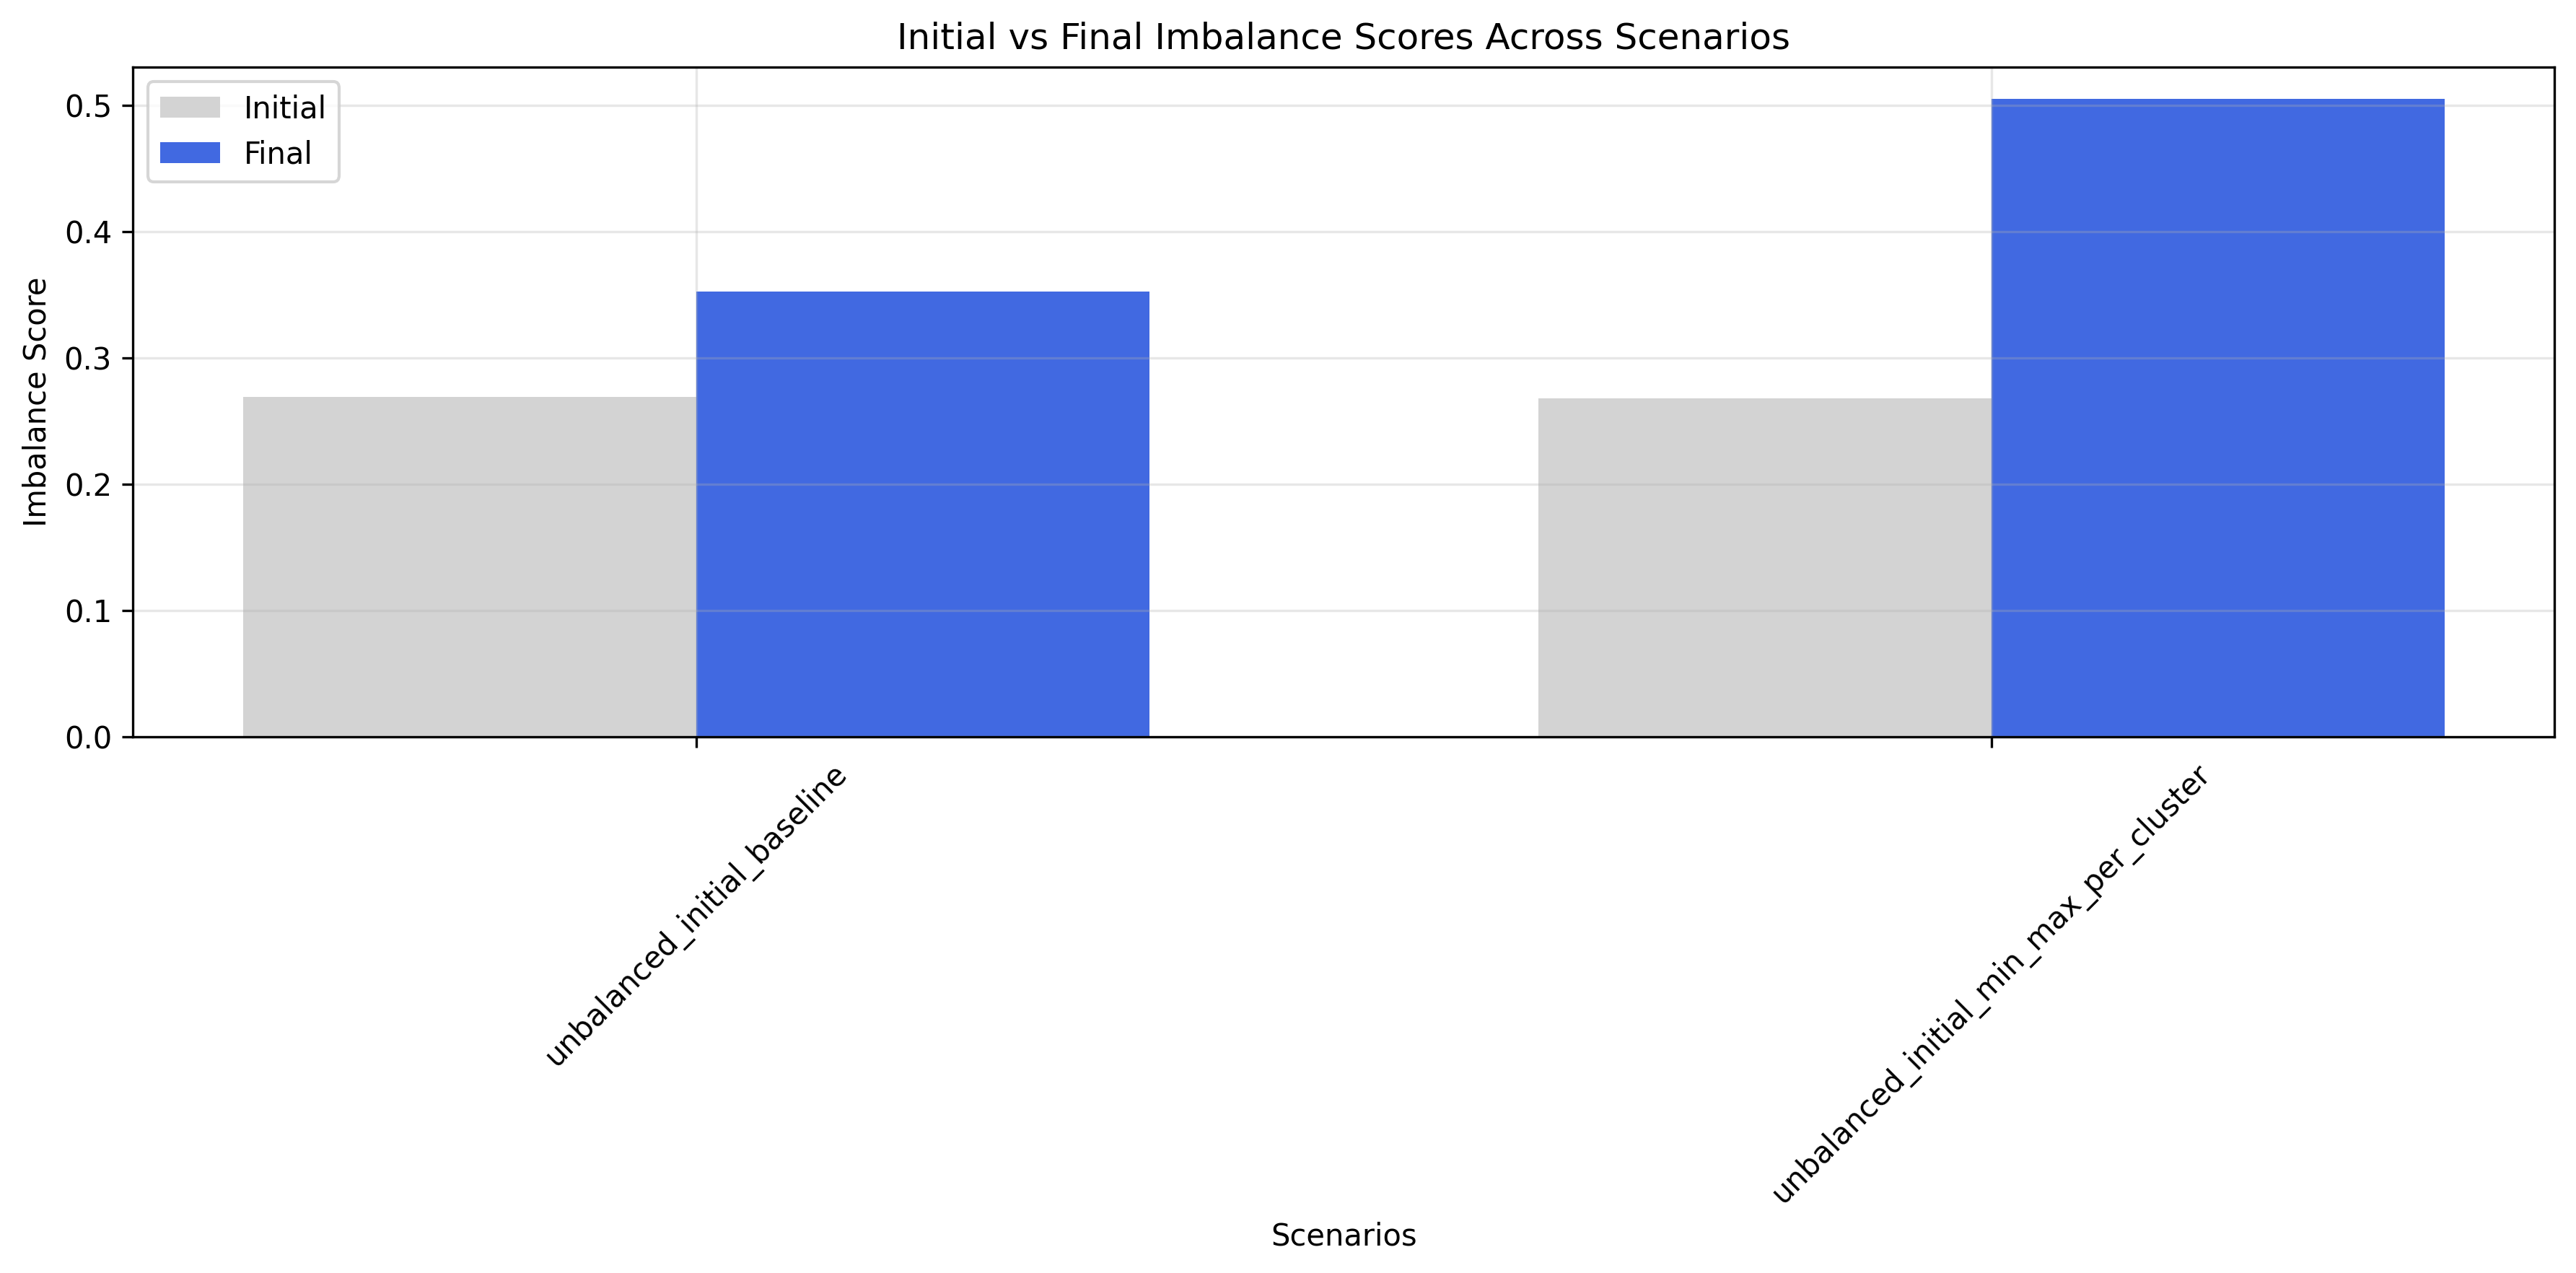 Initial vs Final Imbalance Scores Across Scenarios
Initial
Final
Imbalance Score
0.5
0.4
0.3
0.2
0.1
0.0
unbalanced_initial_baseline
unbalanced_initial_min_max_per_cluster
Scenarios